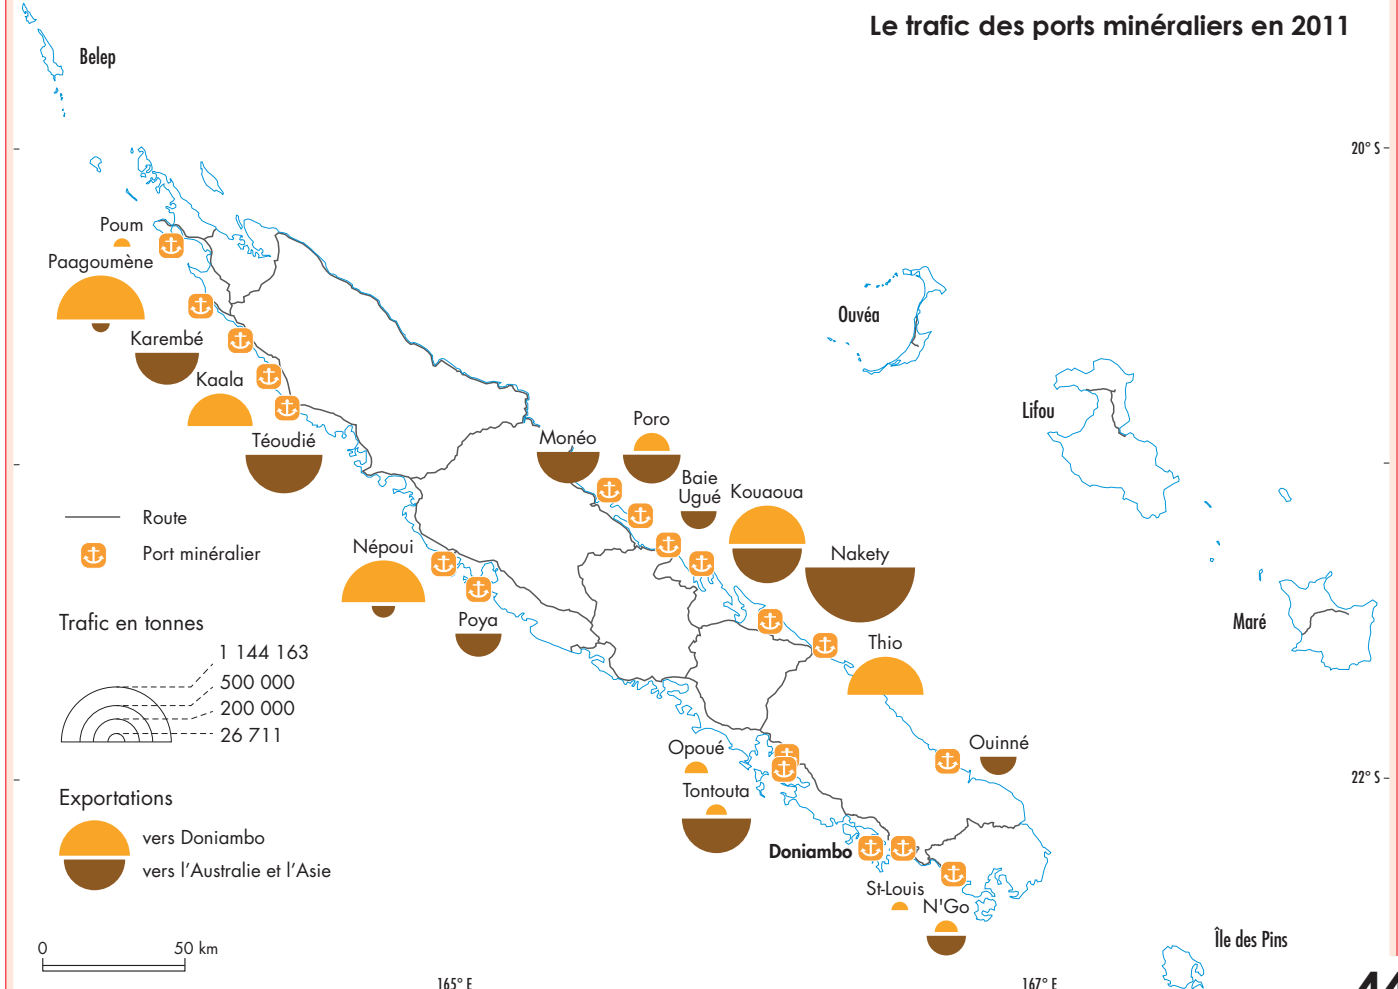 Le trafic des ports minéraliers en 2011
Belep
20° S
Poum
Paagoumène
Karembé
Kaala
Téoudié
Ouvéa
Lifou
Monéo
Poro
Baie
Ugué
Kouaoua
Nakety
Route
Port minéralier
Népoui
Poya
Thio
Maré
Trafic en tonnes
1 144 163
500 000
200 000
26 711
Opoué
Ouinné
Tontouta
22° S
Exportations
vers Doniambo
vers l'Australie et l'Asie
Doniambo
St-Louis
N'Go
Île des Pins
0 50 km
165° E
167° E